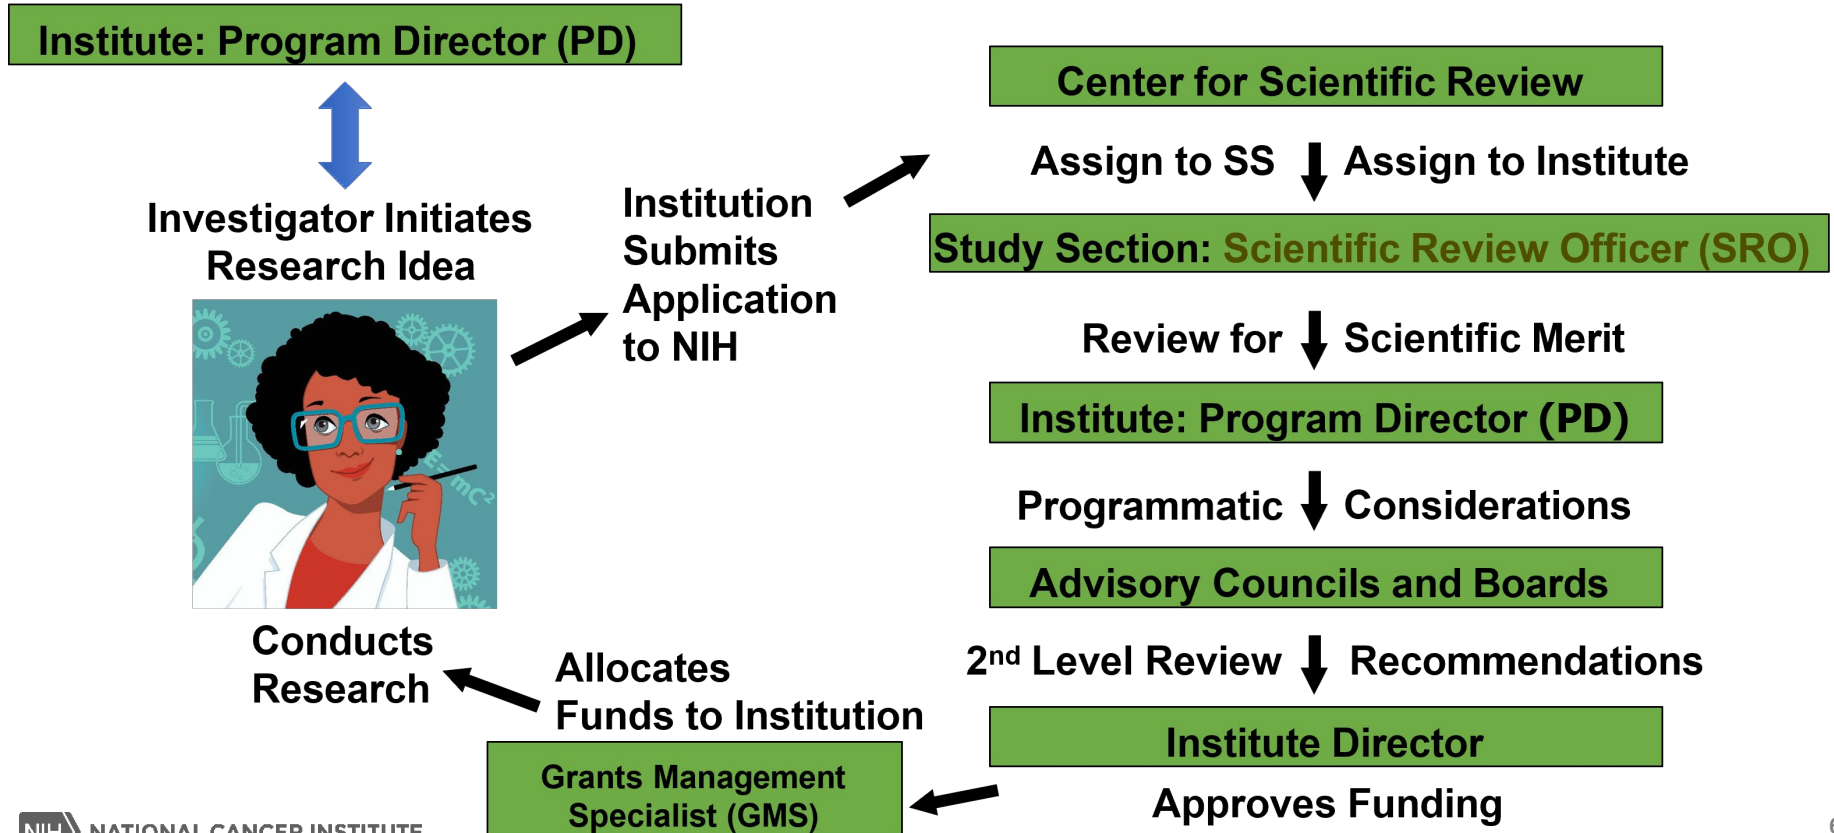 Institute: Program Director (PD)
Investigator Initiates
Research Idea
E=mc²
Conducts
Research
Institution
Submits
Application
to NIH
Center for Scientific Review
Assign to SS Assign to Institute
Study Section: Scientific Review Officer (SRO)
Review for Scientific Merit
Institute: Program Director (PD)
Programmatic Considerations
Advisory Councils and Boards
2nd Level Review Recommendations
Institute Director
Approves Funding
Allocates
Funds to Institution
Grants Management
Specialist (GMS)
NIH NATIONAL CANCER INSTITUTE
6